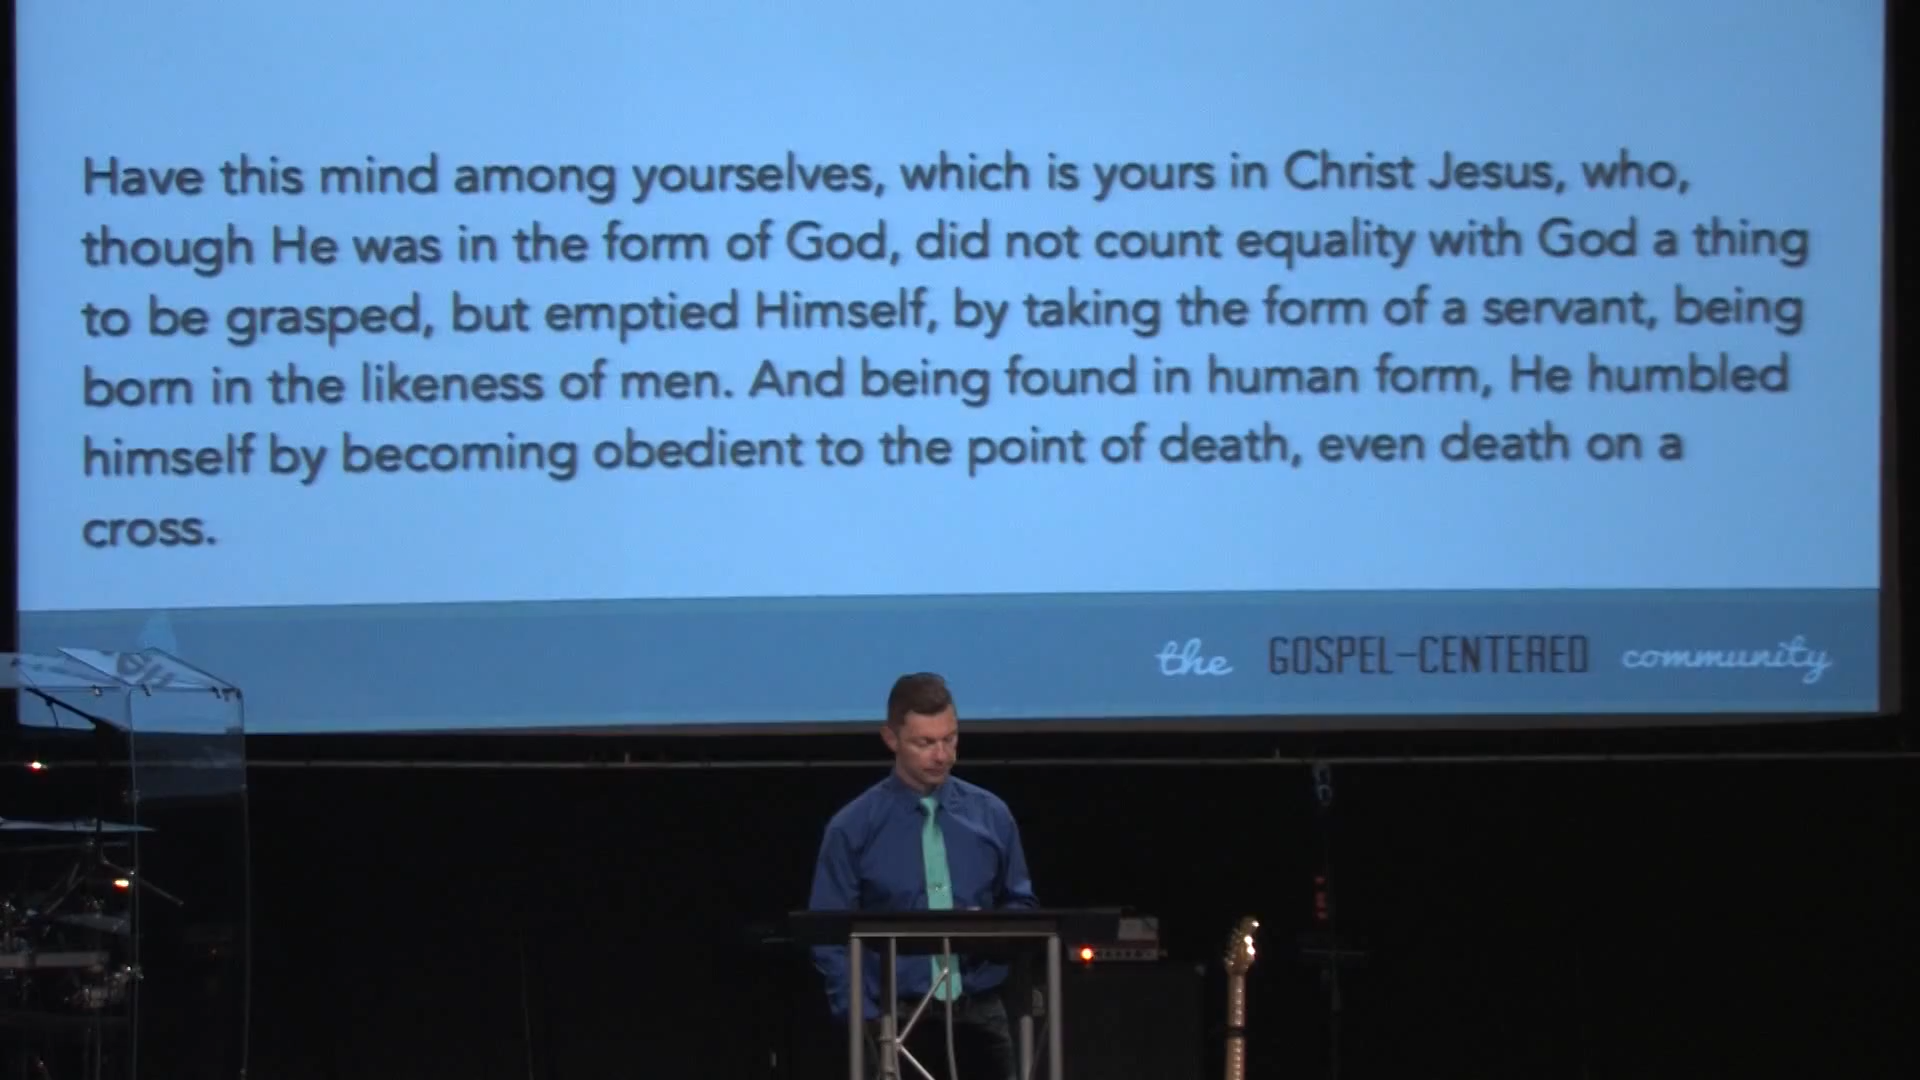 Have this mind among yourselves, which is yours in Christ Jesus, who,
though He was in the form of God, did not count equality with God a thing
to be grasped, but emptied Himself, by taking the form of a servant, being
born in the likeness of men. And being found in human form, He humbled
himself by becoming obedient to the point of death, even death on a
cross.
the GOSPEL-CENTERED community